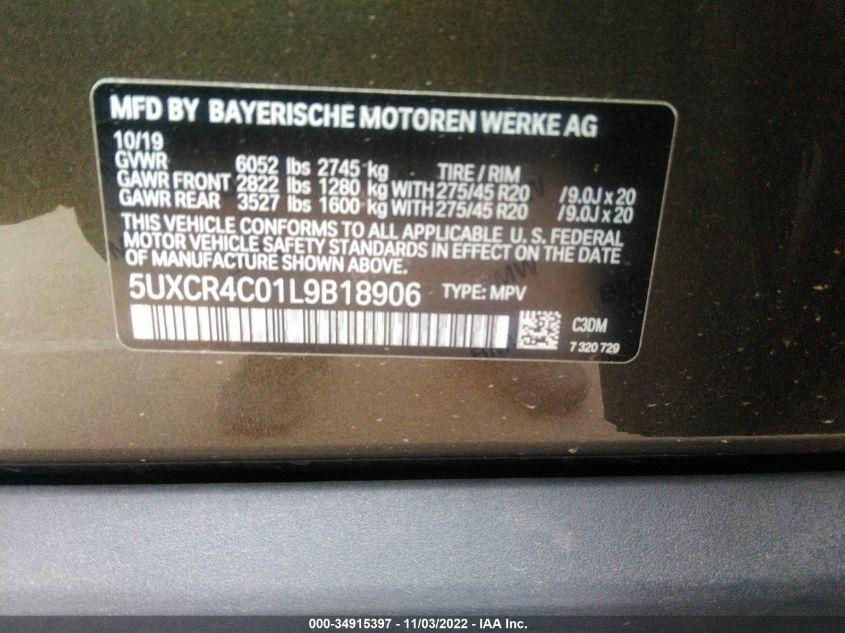 MFD BY BAYERISCHE MOTOREN WERKE AG
10/19
GVWR 6052 lbs 2745 kg TIRE / RIM
GAWR FRONT 2822 lbs 1280 kg WITH 275/45 R20 /9.0J x 20
GAWR REAR 3527 lbs 1600 kg WITH 275/45 R20 /9.0J x 20
THIS VEHICLE CONFORMS TO ALL APPLICABLE U.S. FEDERAL
MOTOR VEHICLE SAFETY STANDARDS IN EFFECT ON THE DATE
OF MANUFACTURE SHOWN ABOVE.
5UXCR4C01L9B18906 TYPE: MPV
C3DM
7 320 729
000-34915397 - 11/03/2022 - IAA Inc.